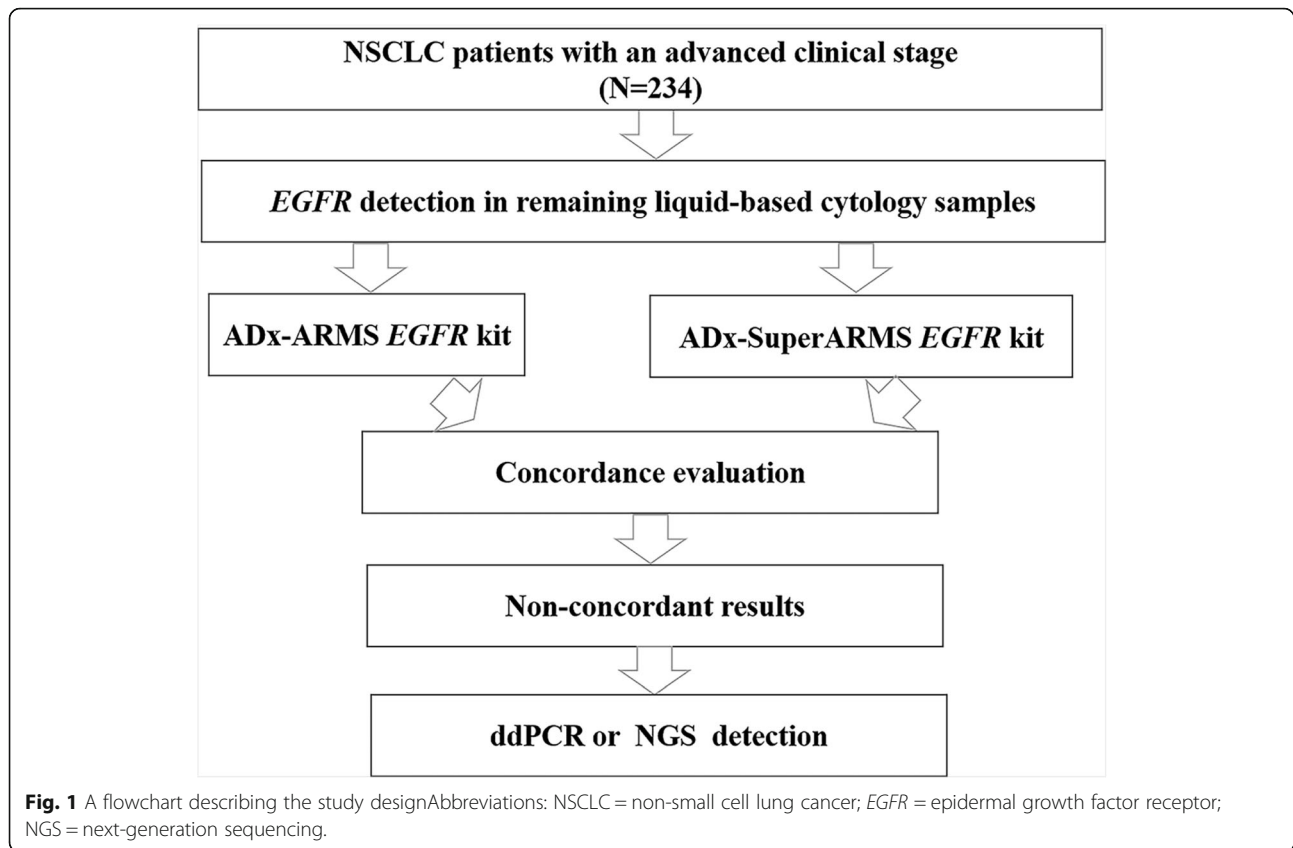 NSCLC patients with an advanced clinical stage
(N=234)
EGFR detection in remaining liquid-based cytology samples
ADx-ARMS EGFR kit
ADx-SuperARMS EGFR kit
Concordance evaluation
Non-concordant results
ddPCR or NGS detection
Fig. 1 A flowchart describing the study designAbbreviations: NSCLC = non-small cell lung cancer; EGFR = epidermal growth factor receptor;
NGS = next-generation sequencing.